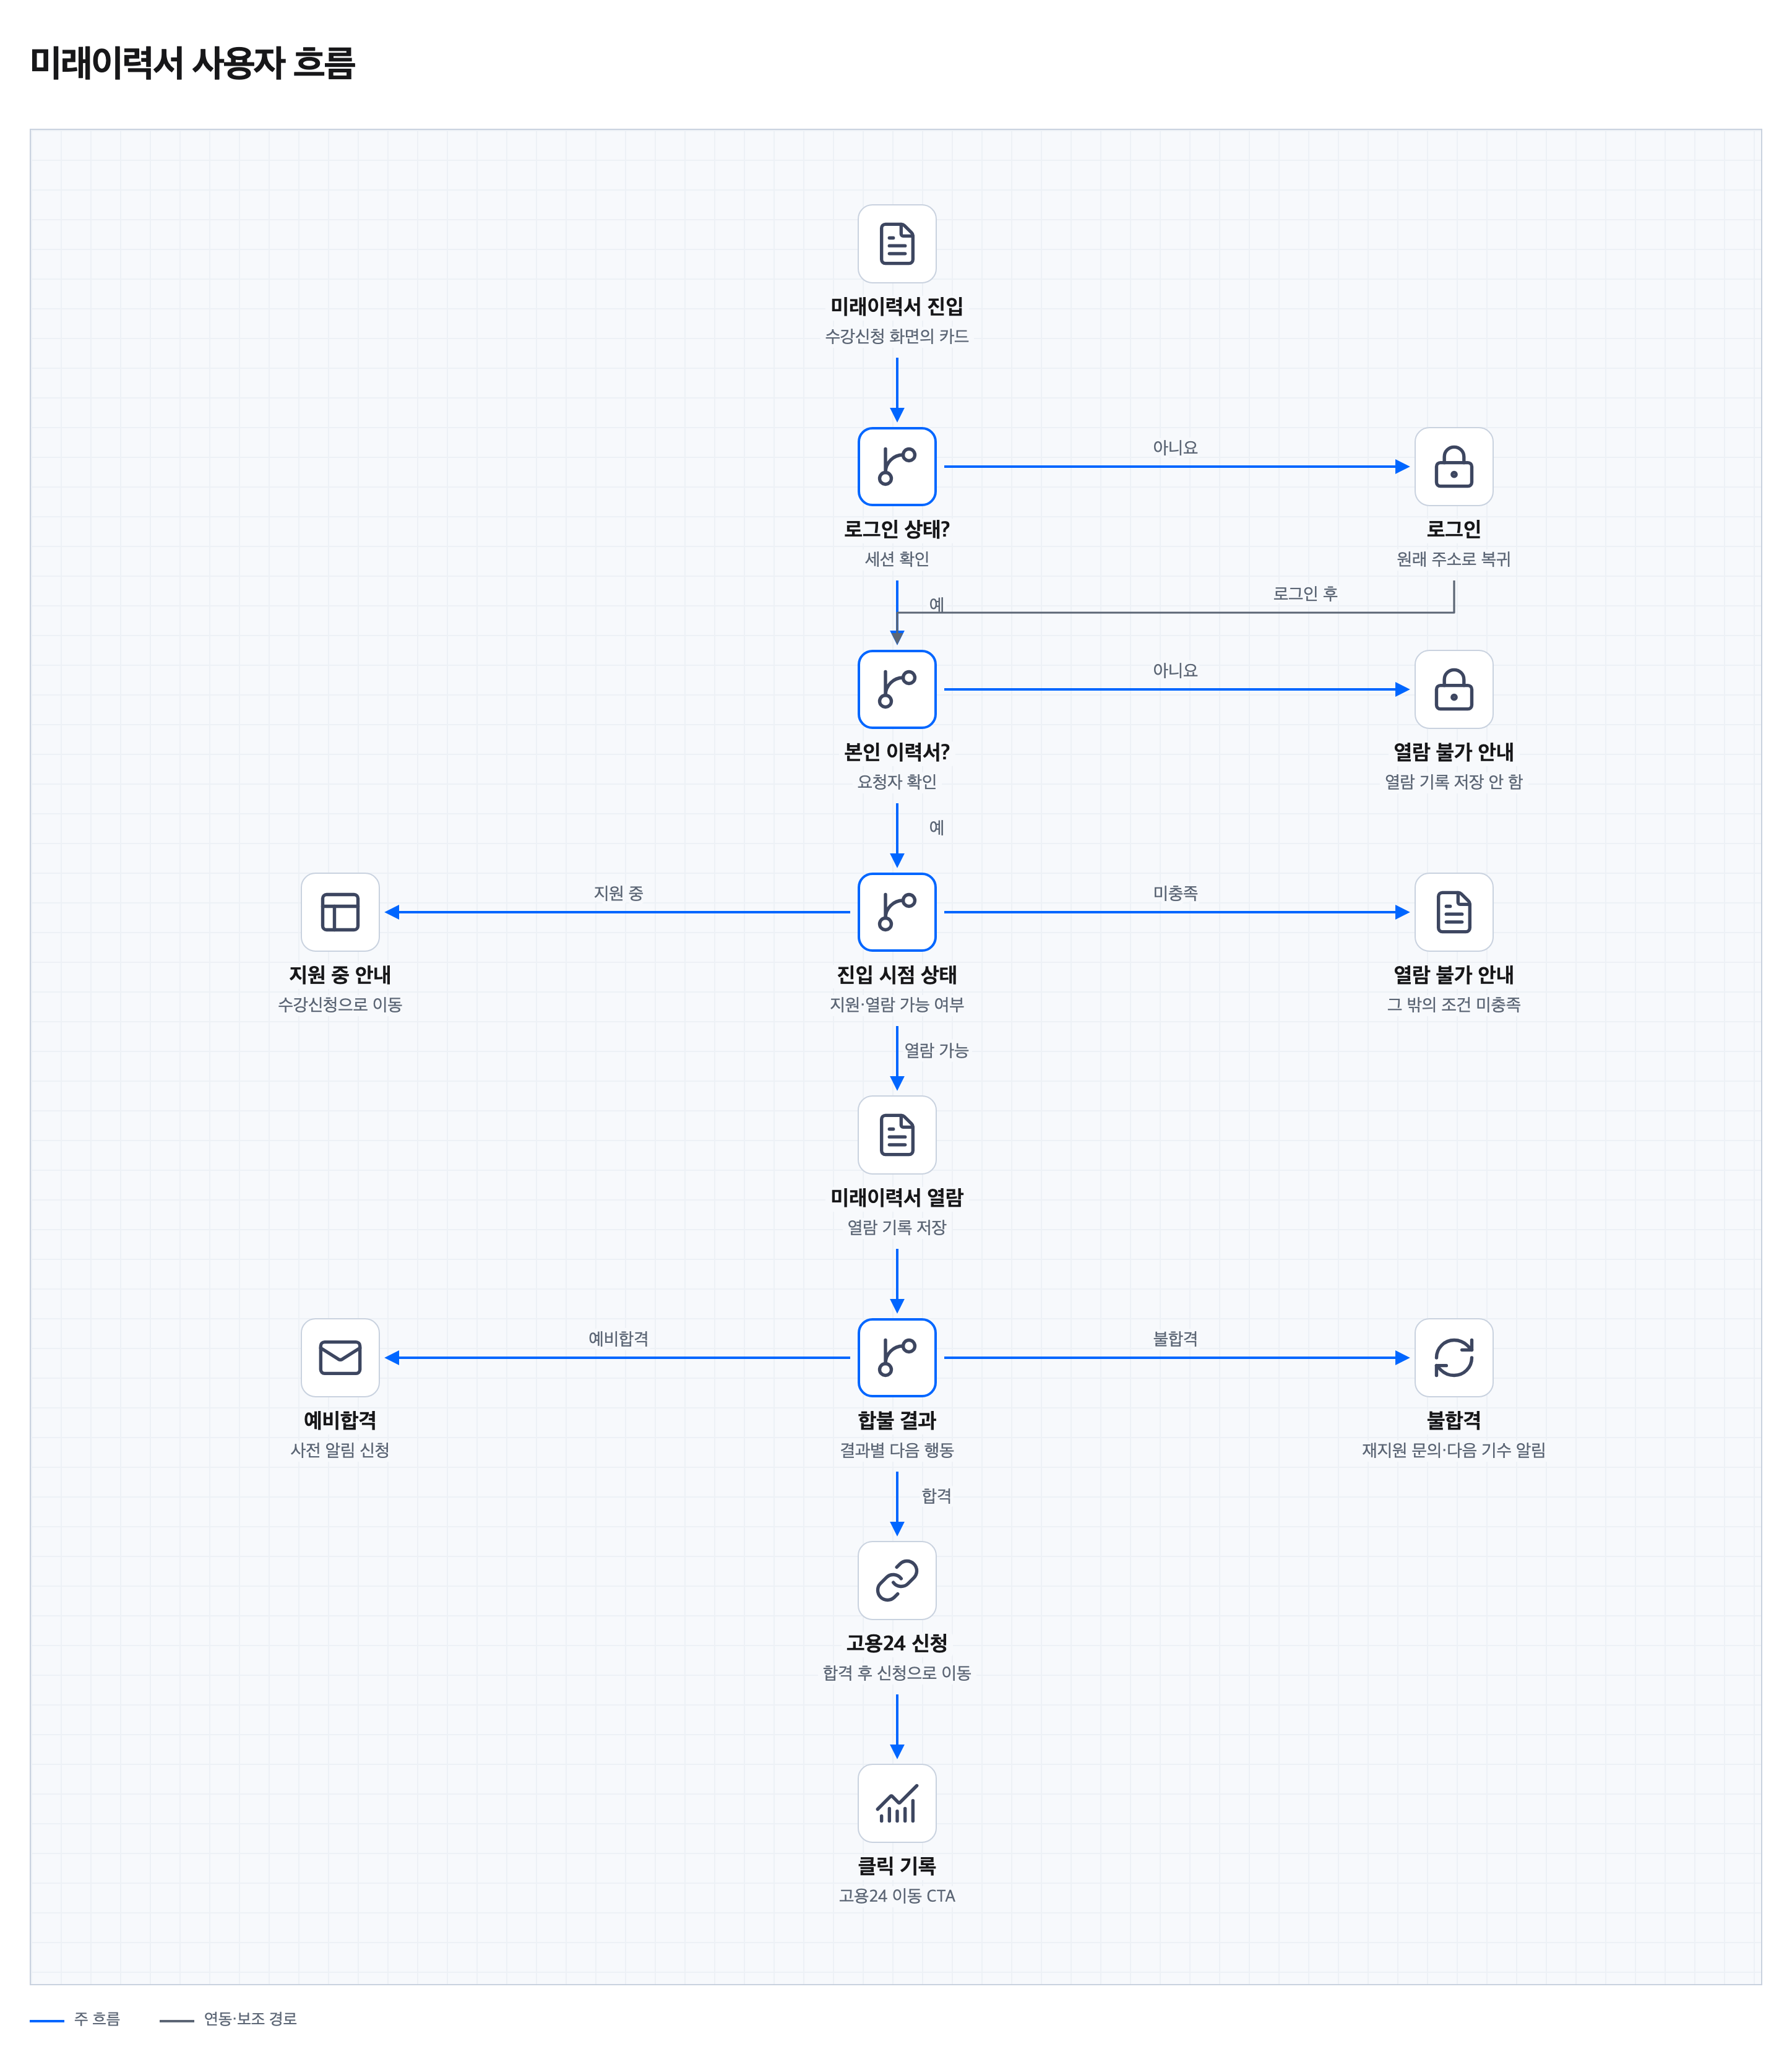 미래이력서 사용자 흐름
미래이력서 진입
수강신청 화면의 카드
아니요
로그인 상태?
세션 확인
로그인
원래 주소로 복귀
예
로그인 후
아니요
본인 이력서?
요청자 확인
열람 불가 안내
열람 기록 저장 안 함
예
지원 중
미충족
지원 중 안내
수강신청으로 이동
진입 시점 상태
지원·열람 가능 여부
열람 불가 안내
그 밖의 조건 미충족
열람 가능
미래이력서 열람
열람 기록 저장
예비합격
불합격
예비합격
사전 알림 신청
합불 결과
결과별 다음 행동
불합격
재지원 문의·다음 기수 알림
합격
고용24 신청
합격 후 신청으로 이동
클릭 기록
고용24 이동 CTA
주 흐름
연동·보조 경로